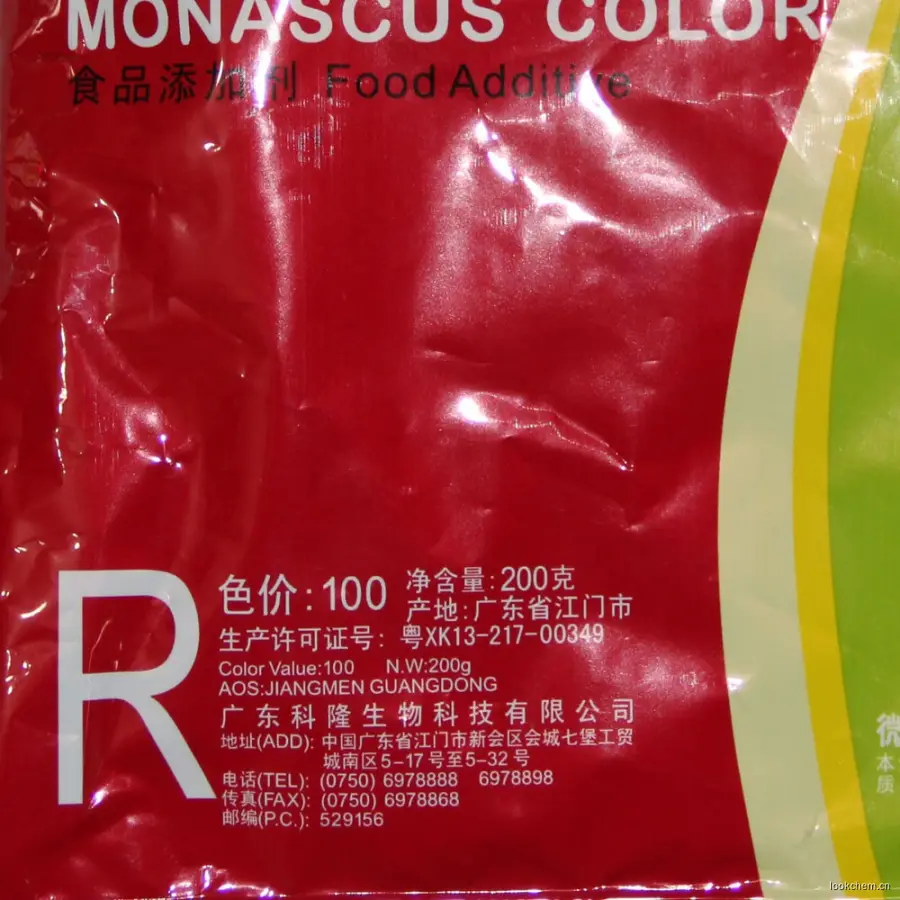 MONASCUS COLOR
食品添加剂 Food Additive
R
色价:100
净含量:200克
产地:广东省江门市
生产许可证号: 粤XK13-217-00349
Color Value:100 N.W:200g
AOS:JIANGMEN GUANGDONG
广东科隆生物科技有限公司
地址(ADD): 中国广东省江门市新会区会城七堡工贸
城南区5-17号至5-32号
电话(TEL): (0750) 6978888 6978898
传真(FAX): (0750) 6978868
邮编(P.C.): 529156
微
本
质
lookchem.cn